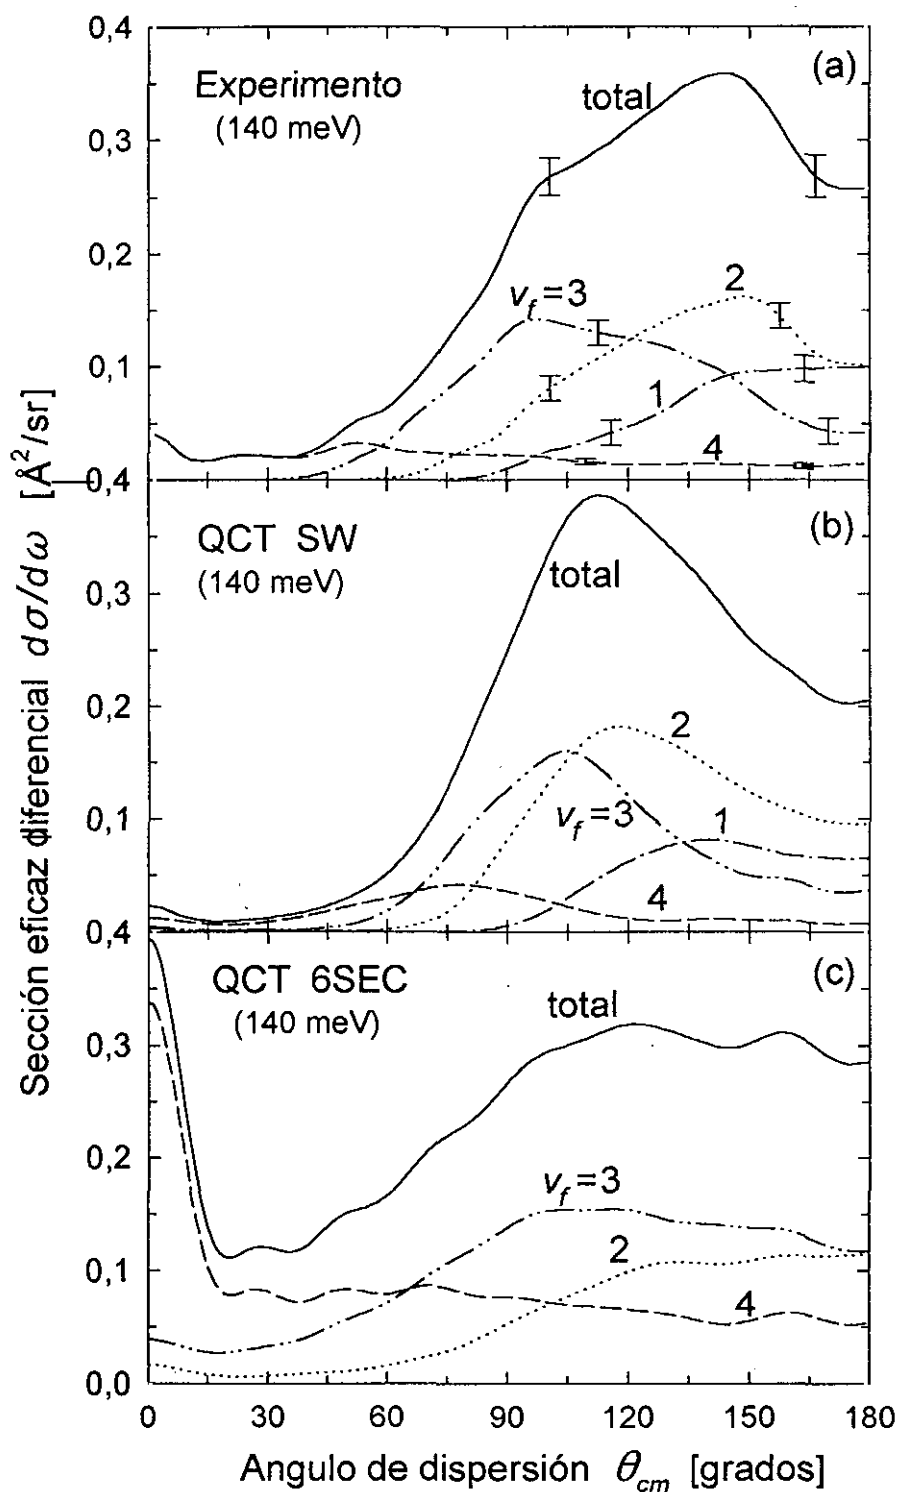 0,4
Experimento
(140 meV)
total
(a)
0,3
0,2
v_f=3
2
0,1
1
4
0,4
QCT SW
(140 meV)
total
(b)
0,3
0,2
2
v_f=3
1
0,1
4
0,4
QCT 6SEC
(140 meV)
total
(c)
0,3
0,2
v_f=3
2
0,1
4
0,0
0 30 60 90 120 150 180
Angulo de dispersión θ_cm [grados]
Sección eficaz diferencial dσ/dω [Å²/sr]